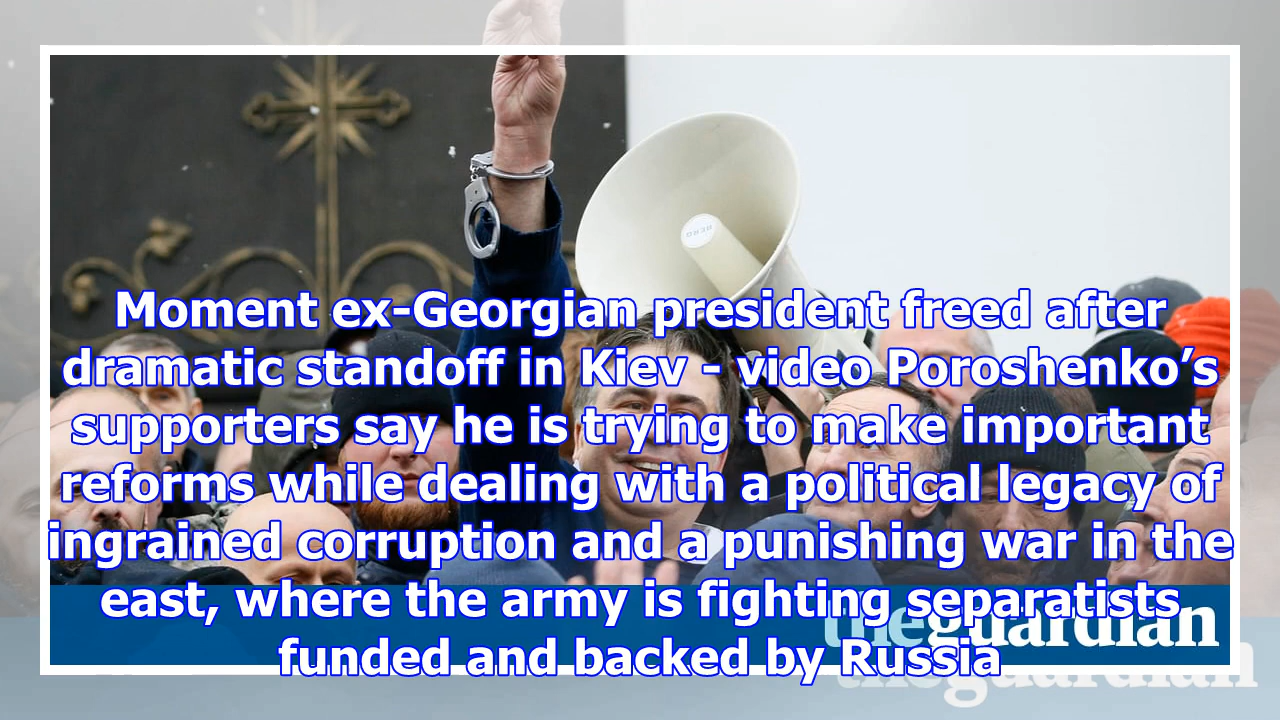 Moment ex-Georgian president freed after
dramatic standoff in Kiev - video Poroshenko’s
supporters say he is trying to make important
reforms while dealing with a political legacy of
ingrained corruption and a punishing war in the
east, where the army is fighting separatists
funded and backed by Russia
theguardian
theguardian